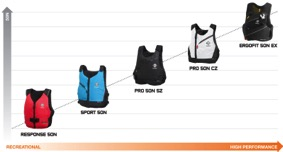 ERGOFIT 50N EX
PRO 50N CZ
PRO 50N SZ
SPORT 50N
RESPONSE 50N
RECREATIONAL
HIGH PERFORMANCE